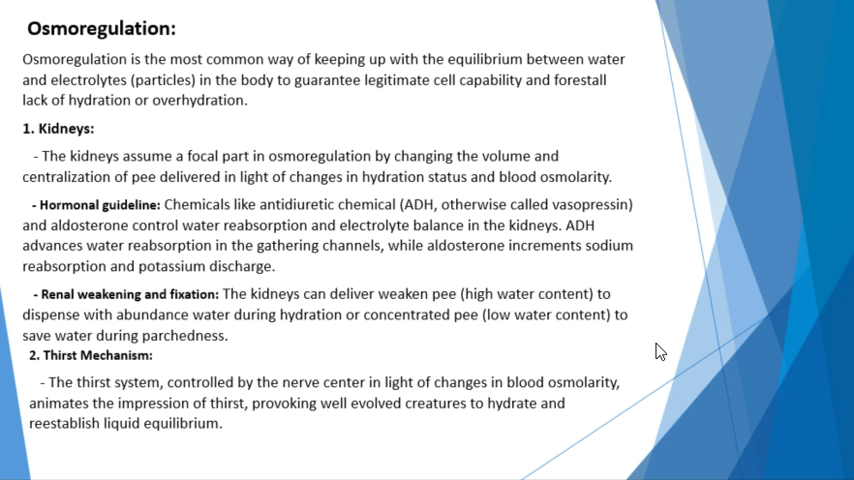 Osmoregulation:
Osmoregulation is the most common way of keeping up with the equilibrium between water
and electrolytes (particles) in the body to guarantee legitimate cell capability and forestall
lack of hydration or overhydration.
1. Kidneys:
- The kidneys assume a focal part in osmoregulation by changing the volume and
centralization of pee delivered in light of changes in hydration status and blood osmolarity.
- Hormonal guideline: Chemicals like antidiuretic chemical (ADH, otherwise called vasopressin)
and aldosterone control water reabsorption and electrolyte balance in the kidneys. ADH
advances water reabsorption in the gathering channels, while aldosterone increments sodium
reabsorption and potassium discharge.
- Renal weakening and fixation: The kidneys can deliver weaken pee (high water content) to
dispense with abundance water during hydration or concentrated pee (low water content) to
save water during parchedness.
2. Thirst Mechanism:
- The thirst system, controlled by the nerve center in light of changes in blood osmolarity,
animates the impression of thirst, provoking well evolved creatures to hydrate and
reestablish liquid equilibrium.